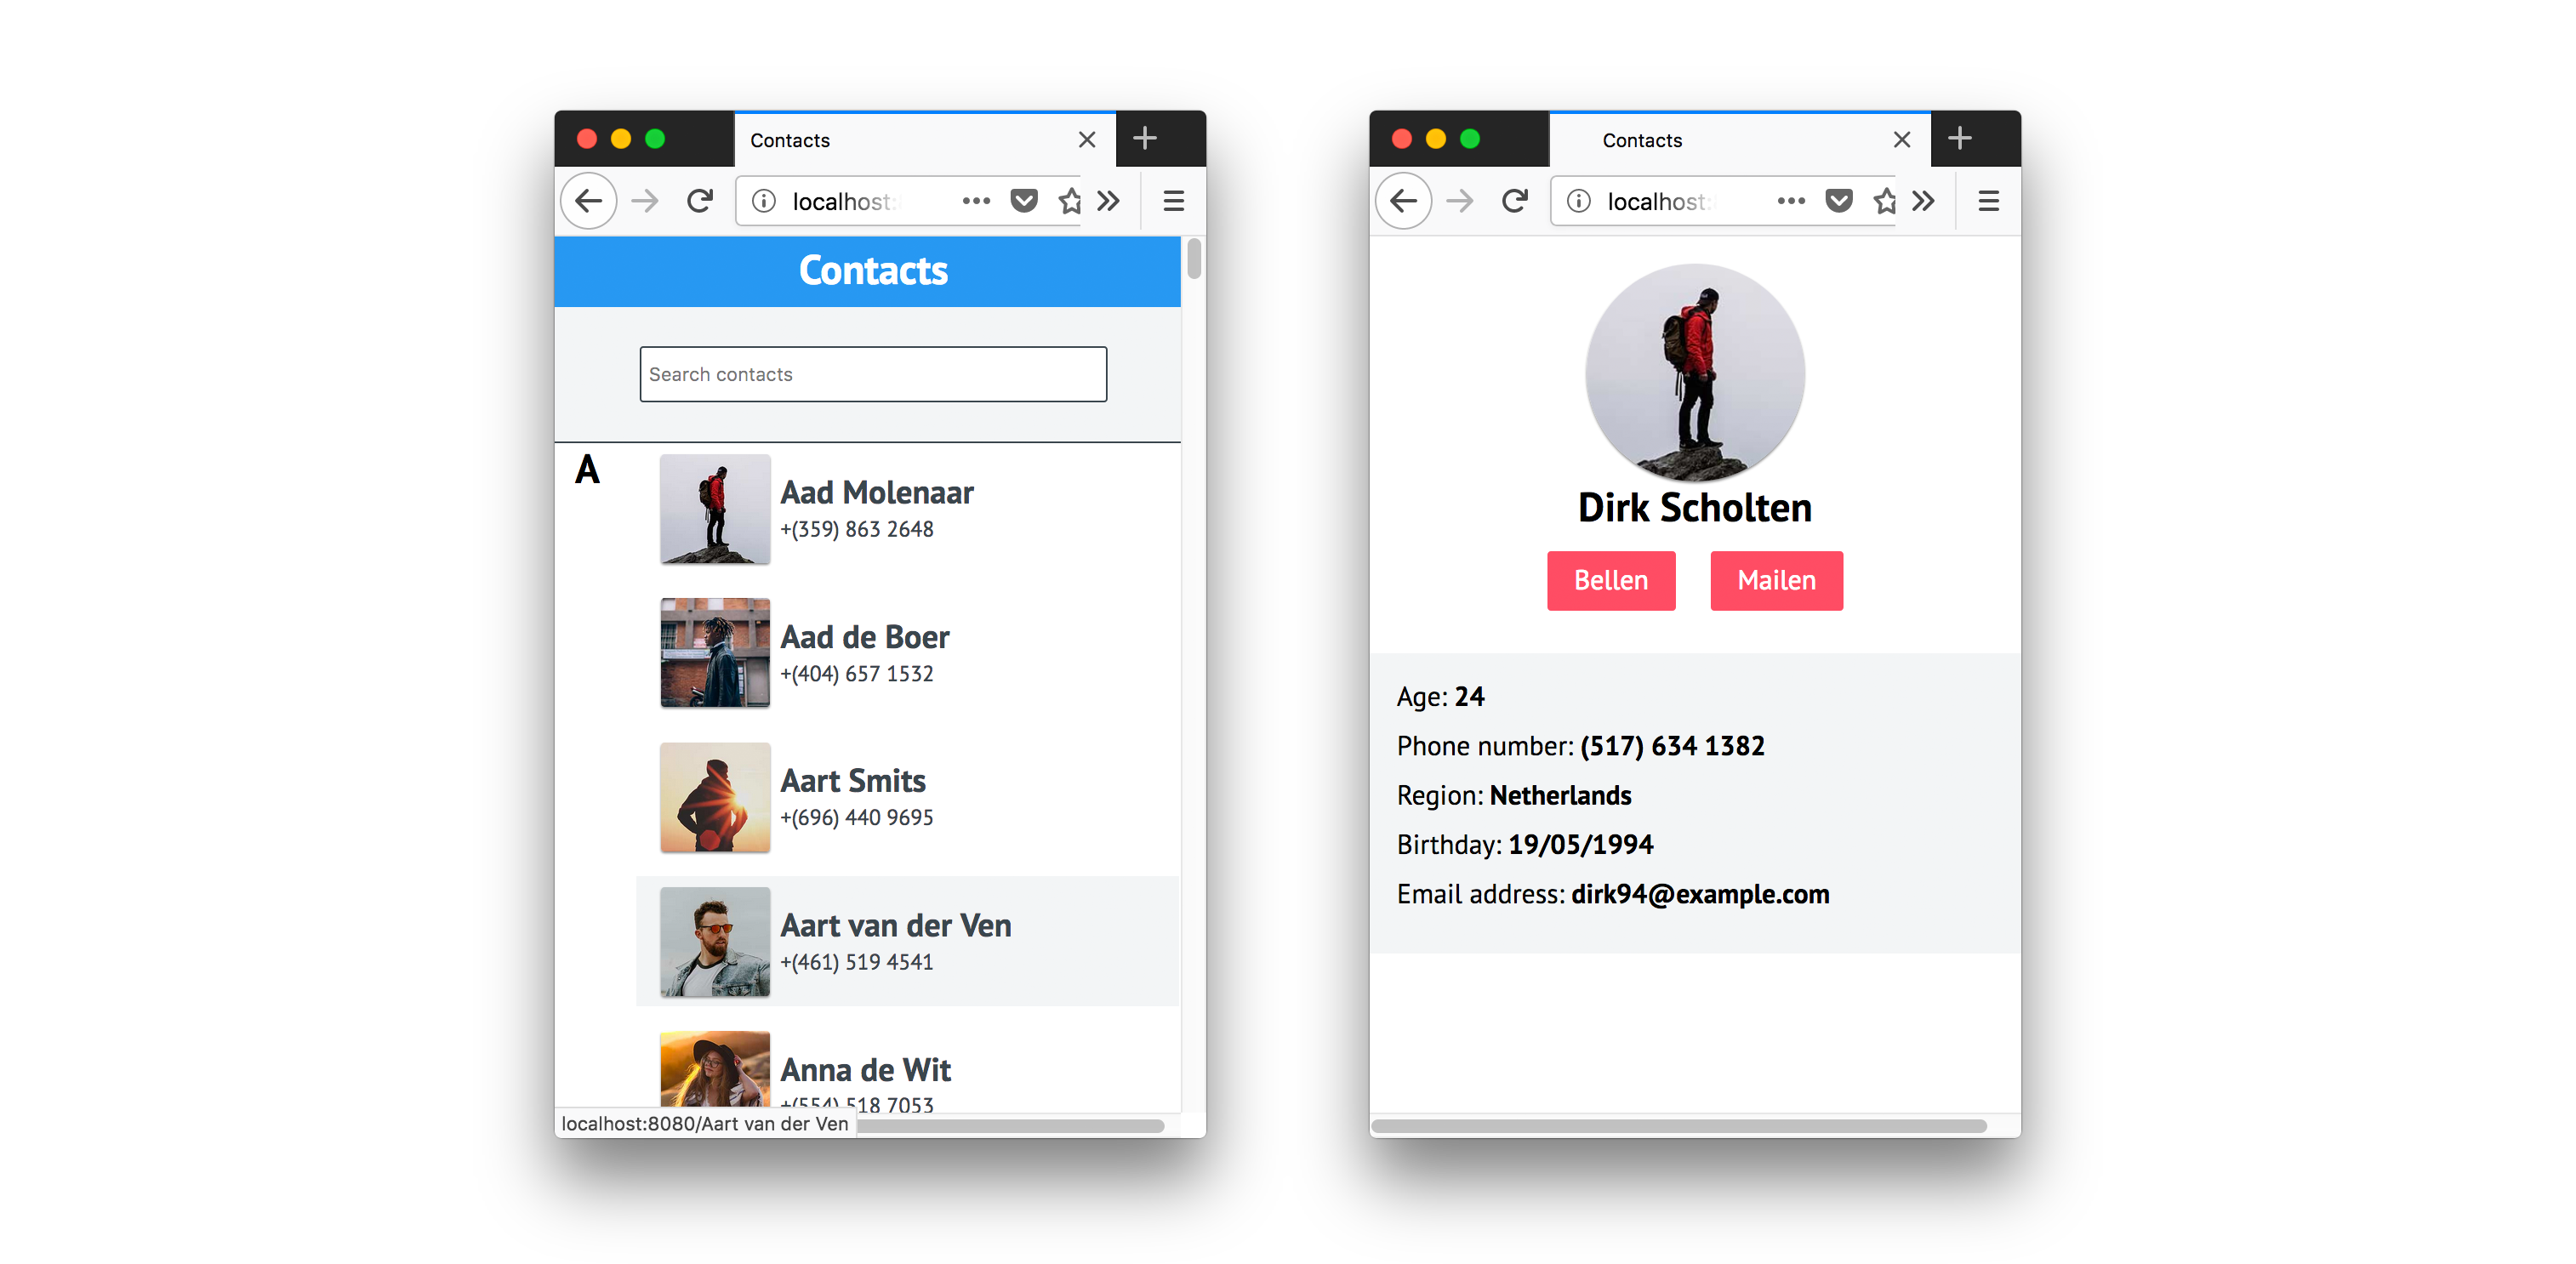 Contacts
localhost:
Contacts
Search contacts
A
Aad Molenaar
+(359) 863 2648
Aad de Boer
+(404) 657 1532
Aart Smits
+(696) 440 9695
Aart van der Ven
+(461) 519 4541
Anna de Wit
+(554) 518 7053
localhost:8080/Aart van der Ven
Contacts
localhost:
Dirk Scholten
Bellen Mailen
Age: 24
Phone number: (517) 634 1382
Region: Netherlands
Birthday: 19/05/1994
Email address: dirk94@example.com